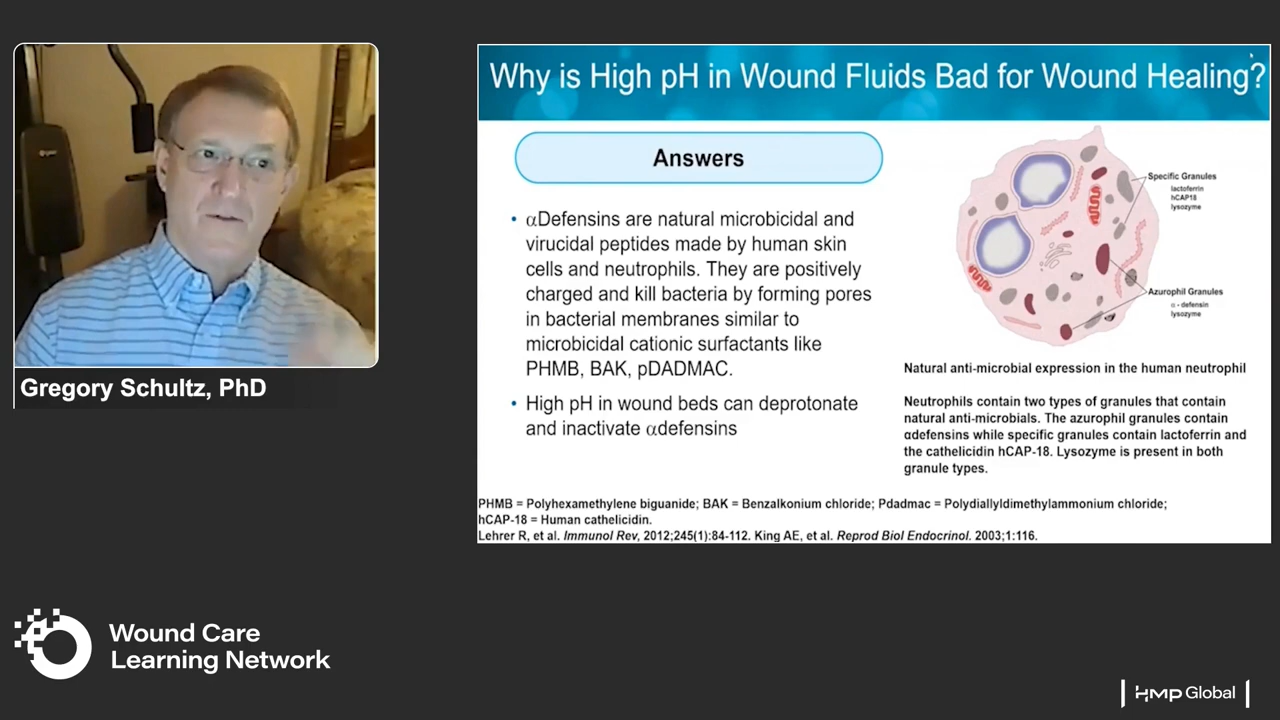 Why is High pH in Wound Fluids Bad for Wound Healing?
Answers
• αDefensins are natural microbicidal and
virucidal peptides made by human skin
cells and neutrophils. They are positively
charged and kill bacteria by forming pores
in bacterial membranes similar to
microbicidal cationic surfactants like
PHMB, BAK, pDADMAC.
• High pH in wound beds can deprotonate
and inactivate αdefensins
Specific Granules
lactoferrin
hCAP18
lysozyme
Azurophil Granules
α - defensin
lysozyme
Natural anti-microbial expression in the human neutrophil
Neutrophils contain two types of granules that contain
natural anti-microbials. The azurophil granules contain
αdefensins while specific granules contain lactoferrin and
the cathelicidin hCAP-18. Lysozyme is present in both
granule types.
PHMB = Polyhexamethylene biguanide; BAK = Benzalkonium chloride; Pdadmac = Polydiallyldimethylammonium chloride;
hCAP-18 = Human cathelicidin.
Lehrer R, et al. Immunol Rev, 2012;245(1):84-112. King AE, et al. Reprod Biol Endocrinol. 2003;1:116.
Gregory Schultz, PhD
Wound Care
Learning Network
HMP Global